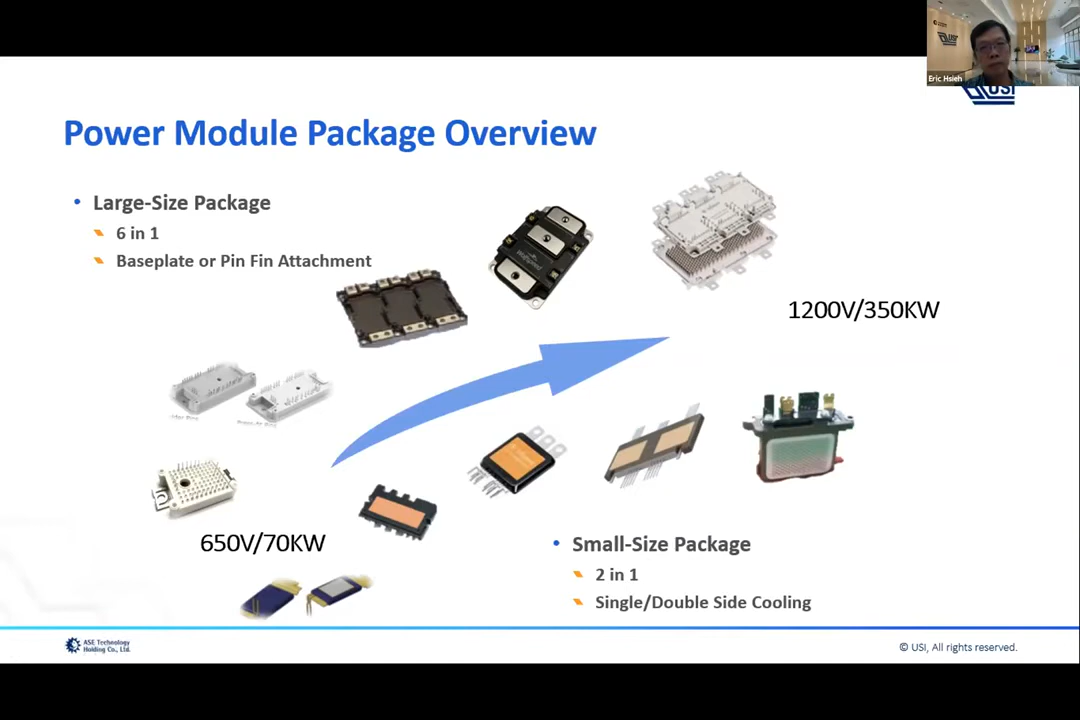 Eric Hsieh
USI
Power Module Package Overview
• Large-Size Package
6 in 1
Baseplate or Pin Fin Attachment
1200V/350KW
650V/70KW
• Small-Size Package
2 in 1
Single/Double Side Cooling
ASE Technology
Holding Co., Ltd.
© USI, All rights reserved.